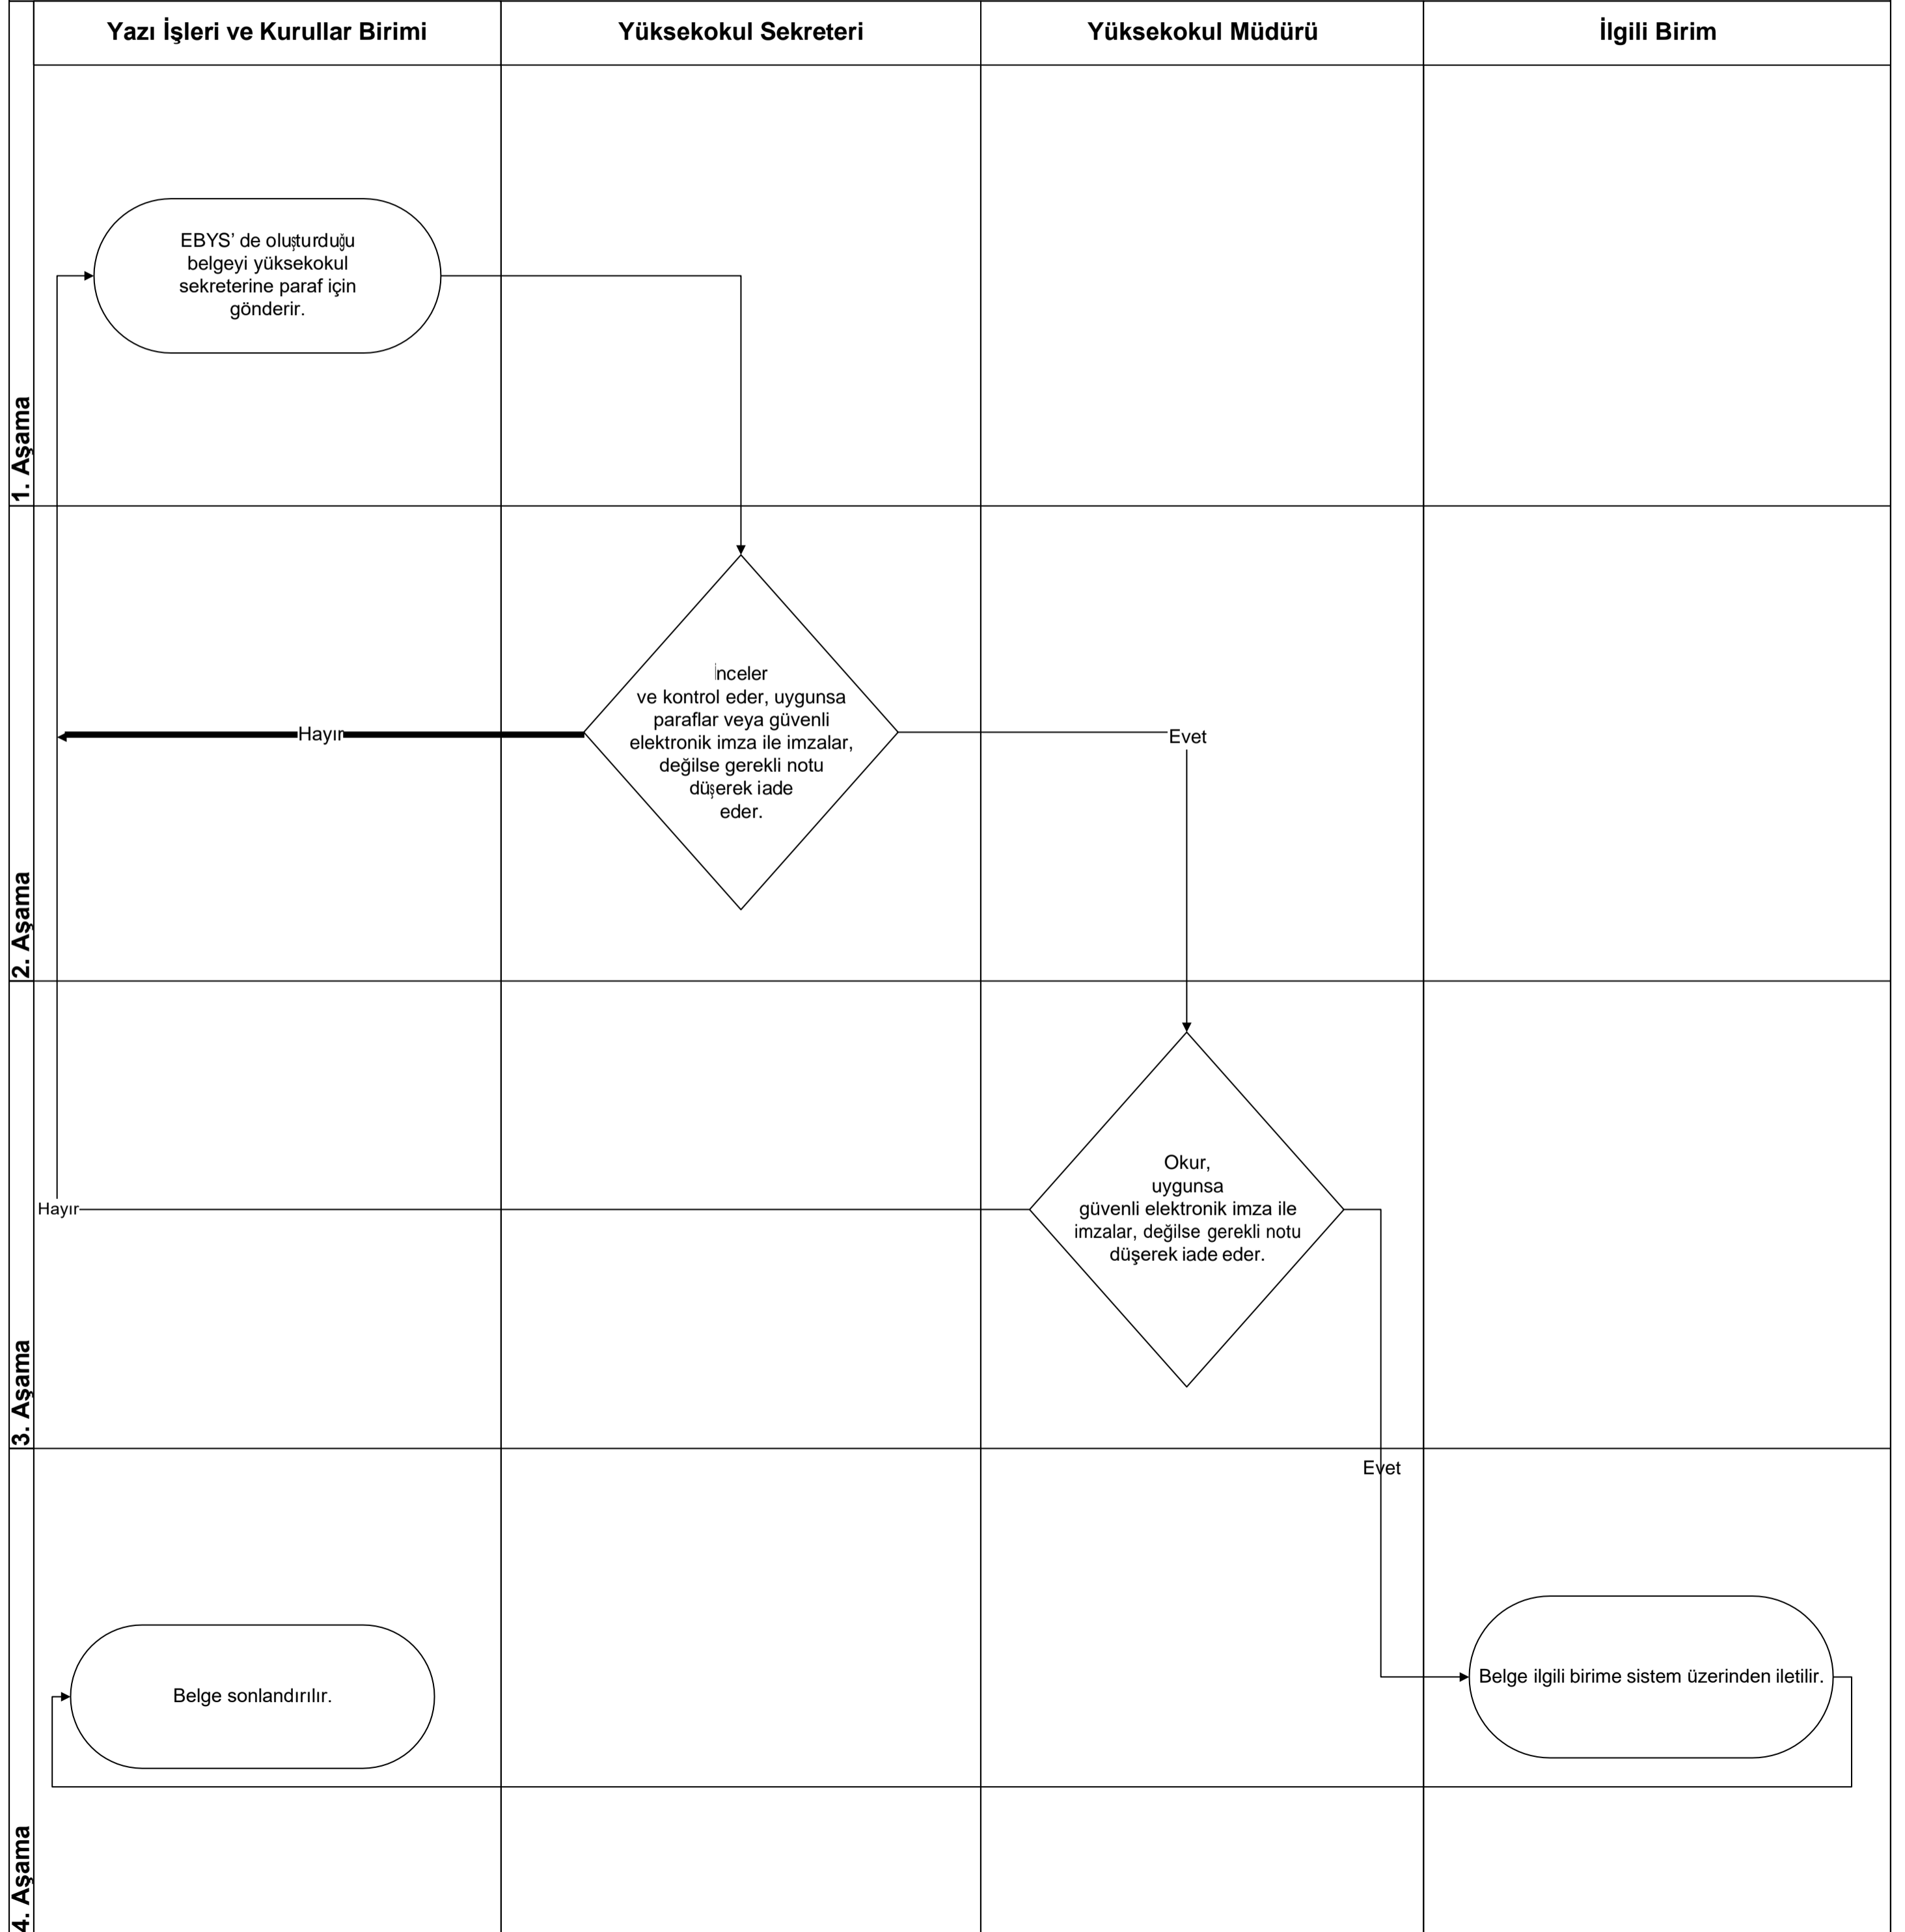 Yazı İşleri ve Kurullar Birimi
Yüksekokul Sekreteri
Yüksekokul Müdürü
İlgili Birim
1. Aşama
EBYS’ de oluşturduğu
belgeyi yüksekokul
sekreterine paraf için
gönderir.
2. Aşama
Hayır
İnceler
ve kontrol eder, uygunsa
paraflar veya güvenli
elektronik imza ile imzalar,
değilse gerekli notu
düşerek iade
eder.
Evet
3. Aşama
Hayır
Okur,
uygunsa
güvenli elektronik imza ile
imzalar, değilse gerekli notu
düşerek iade eder.
4. Aşama
Evet
Belge sonlandırılır.
Belge ilgili birime sistem üzerinden iletilir.